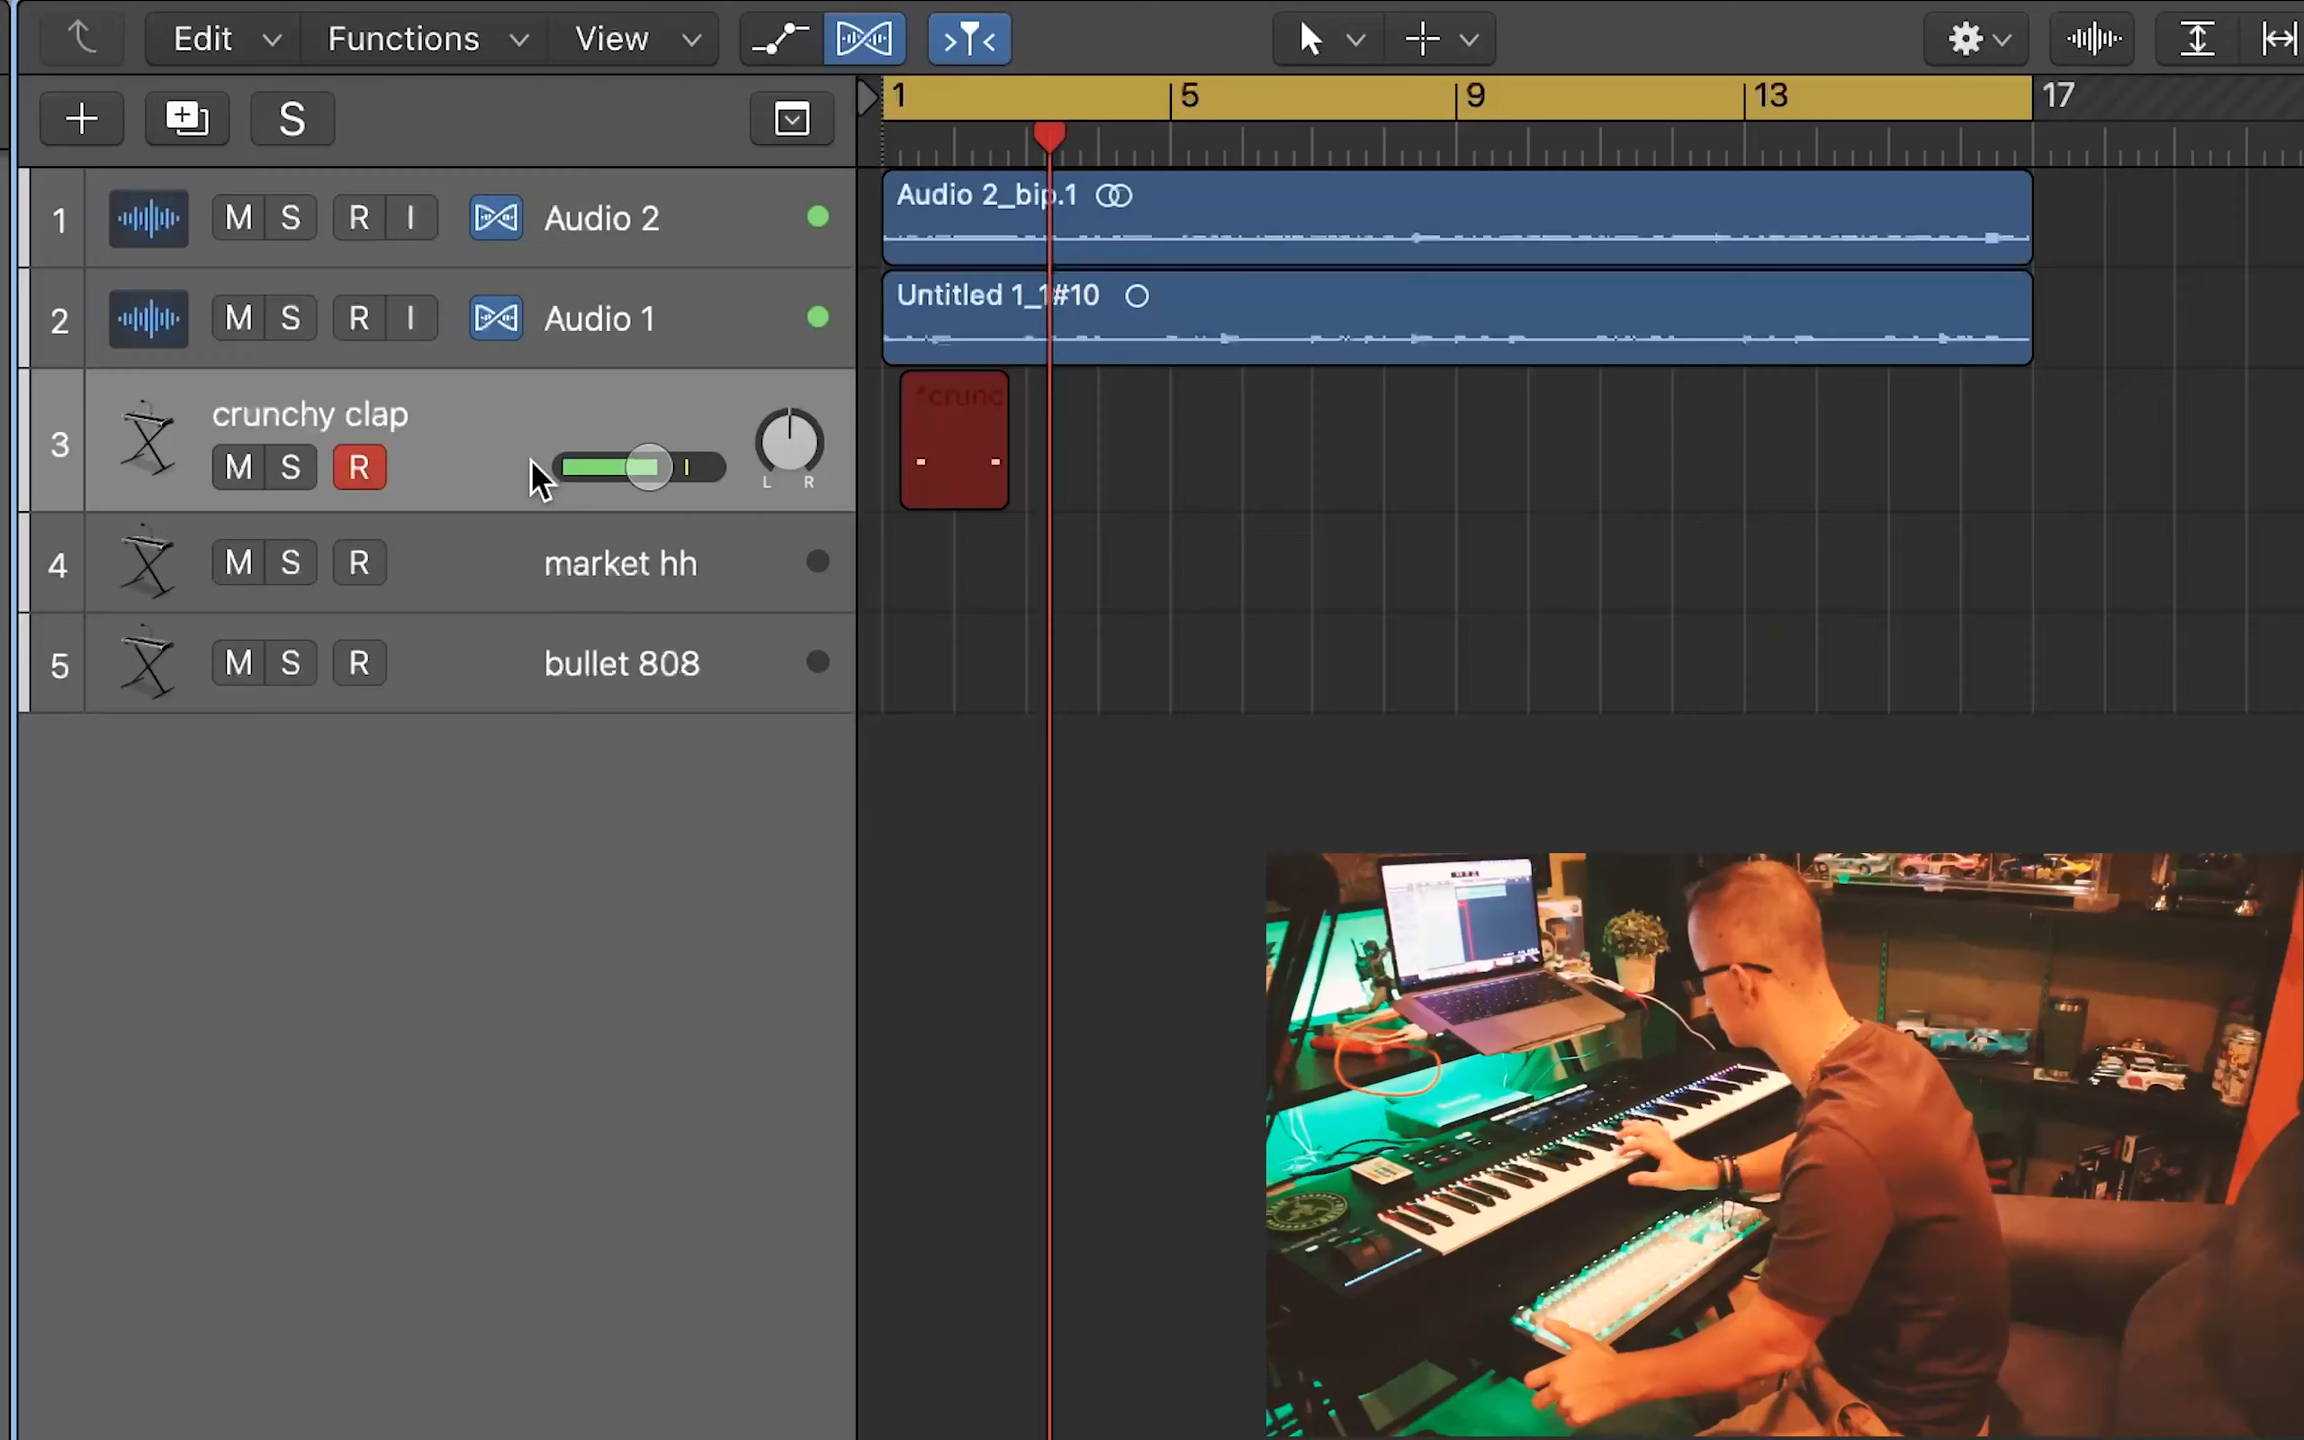 Edit Functions View
1 5 9 13 17
S
1 M S R I Audio 2
Audio 2_bip.1
2 M S R I Audio 1
Untitled 1_1#10
3 crunchy clap
M S R
L R
*crunc
4 M S R market hh
5 M S R bullet 808